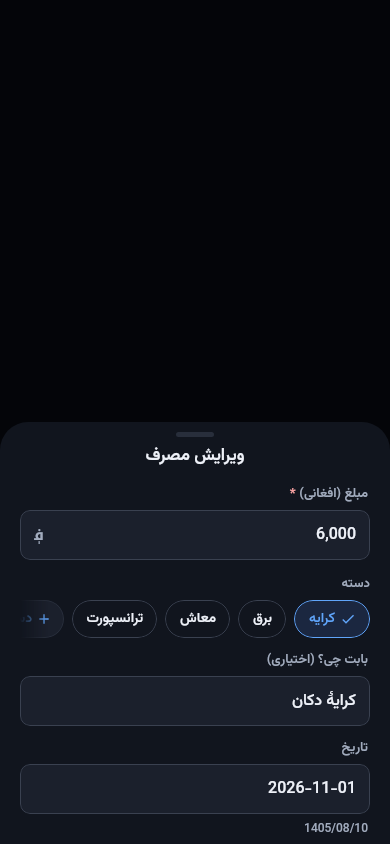 ویرایش مصرف
مبلغ (افغانی) *
6,000 ؋
دسته
کرایه برق معاش ترانسپورت +
بابت چی؟ (اختیاری)
کرایهٔ دکان
تاریخ
2026-11-01
1405/08/10